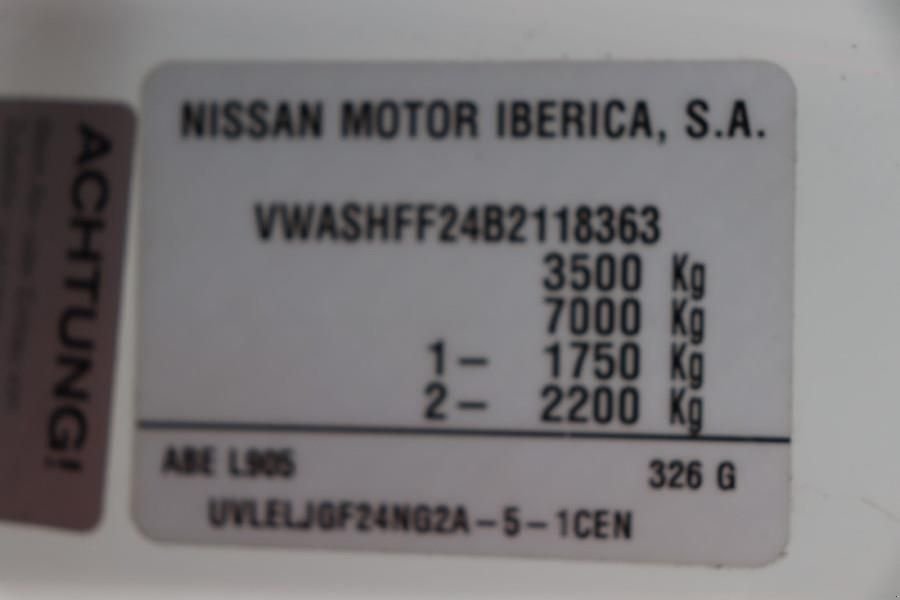 NISSAN MOTOR IBERICA, S.A.
VWASHFF24B2118363
3500 Kg
7000 Kg
1- 1750 Kg
2- 2200 Kg
ABE L905
326 G
UVLELJGF24NG2A-5-1CEN
ACHTUNG!